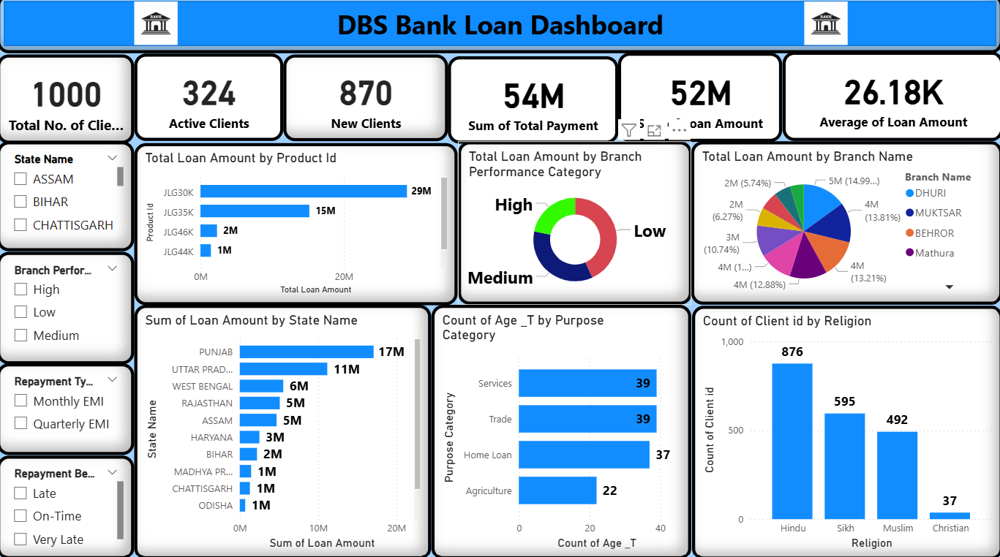 BANK
DBS Bank Loan Dashboard
BANK
1000
Total No. of Clie...
324
Active Clients
870
New Clients
54M
Sum of Total Payment
52M
oan Amount
26.18K
Average of Loan Amount
State Name
ASSAM
BIHAR
CHATTISGARH
Branch Perfor...
High
Low
Medium
Repayment Ty...
Monthly EMI
Quarterly EMI
Repayment Be...
Late
On-Time
Very Late
Total Loan Amount by Product Id
Product Id
JLG30K
29M
JLG35K
15M
JLG46K
2M
JLG44K
1M
0M
20M
Total Loan Amount
Total Loan Amount by Branch
Performance Category
High
Low
Medium
Total Loan Amount by Branch Name
2M (5.74%)
5M (14.99...)
2M
(6.27%)
4M
(13.81%)
3M
(10.74%)
4M (1...)
4M
(13.21%)
4M (12.88%)
Branch Name
DHURI
MUKTSAR
BEHROR
Mathura
Sum of Loan Amount by State Name
State Name
PUNJAB
17M
UTTAR PRAD...
11M
WEST BENGAL
6M
RAJASTHAN
5M
ASSAM
5M
HARYANA
3M
BIHAR
2M
MADHYA PR...
1M
CHATTISGARH
1M
ODISHA
1M
0M
10M
20M
Sum of Loan Amount
Count of Age _T by Purpose
Category
Purpose Category
Services
39
Trade
39
Home Loan
37
Agriculture
22
0
20
40
Count of Age _T
Count of Client id by Religion
Count of Client id
1,000
500
0
876
595
492
37
Hindu
Sikh
Muslim
Christian
Religion